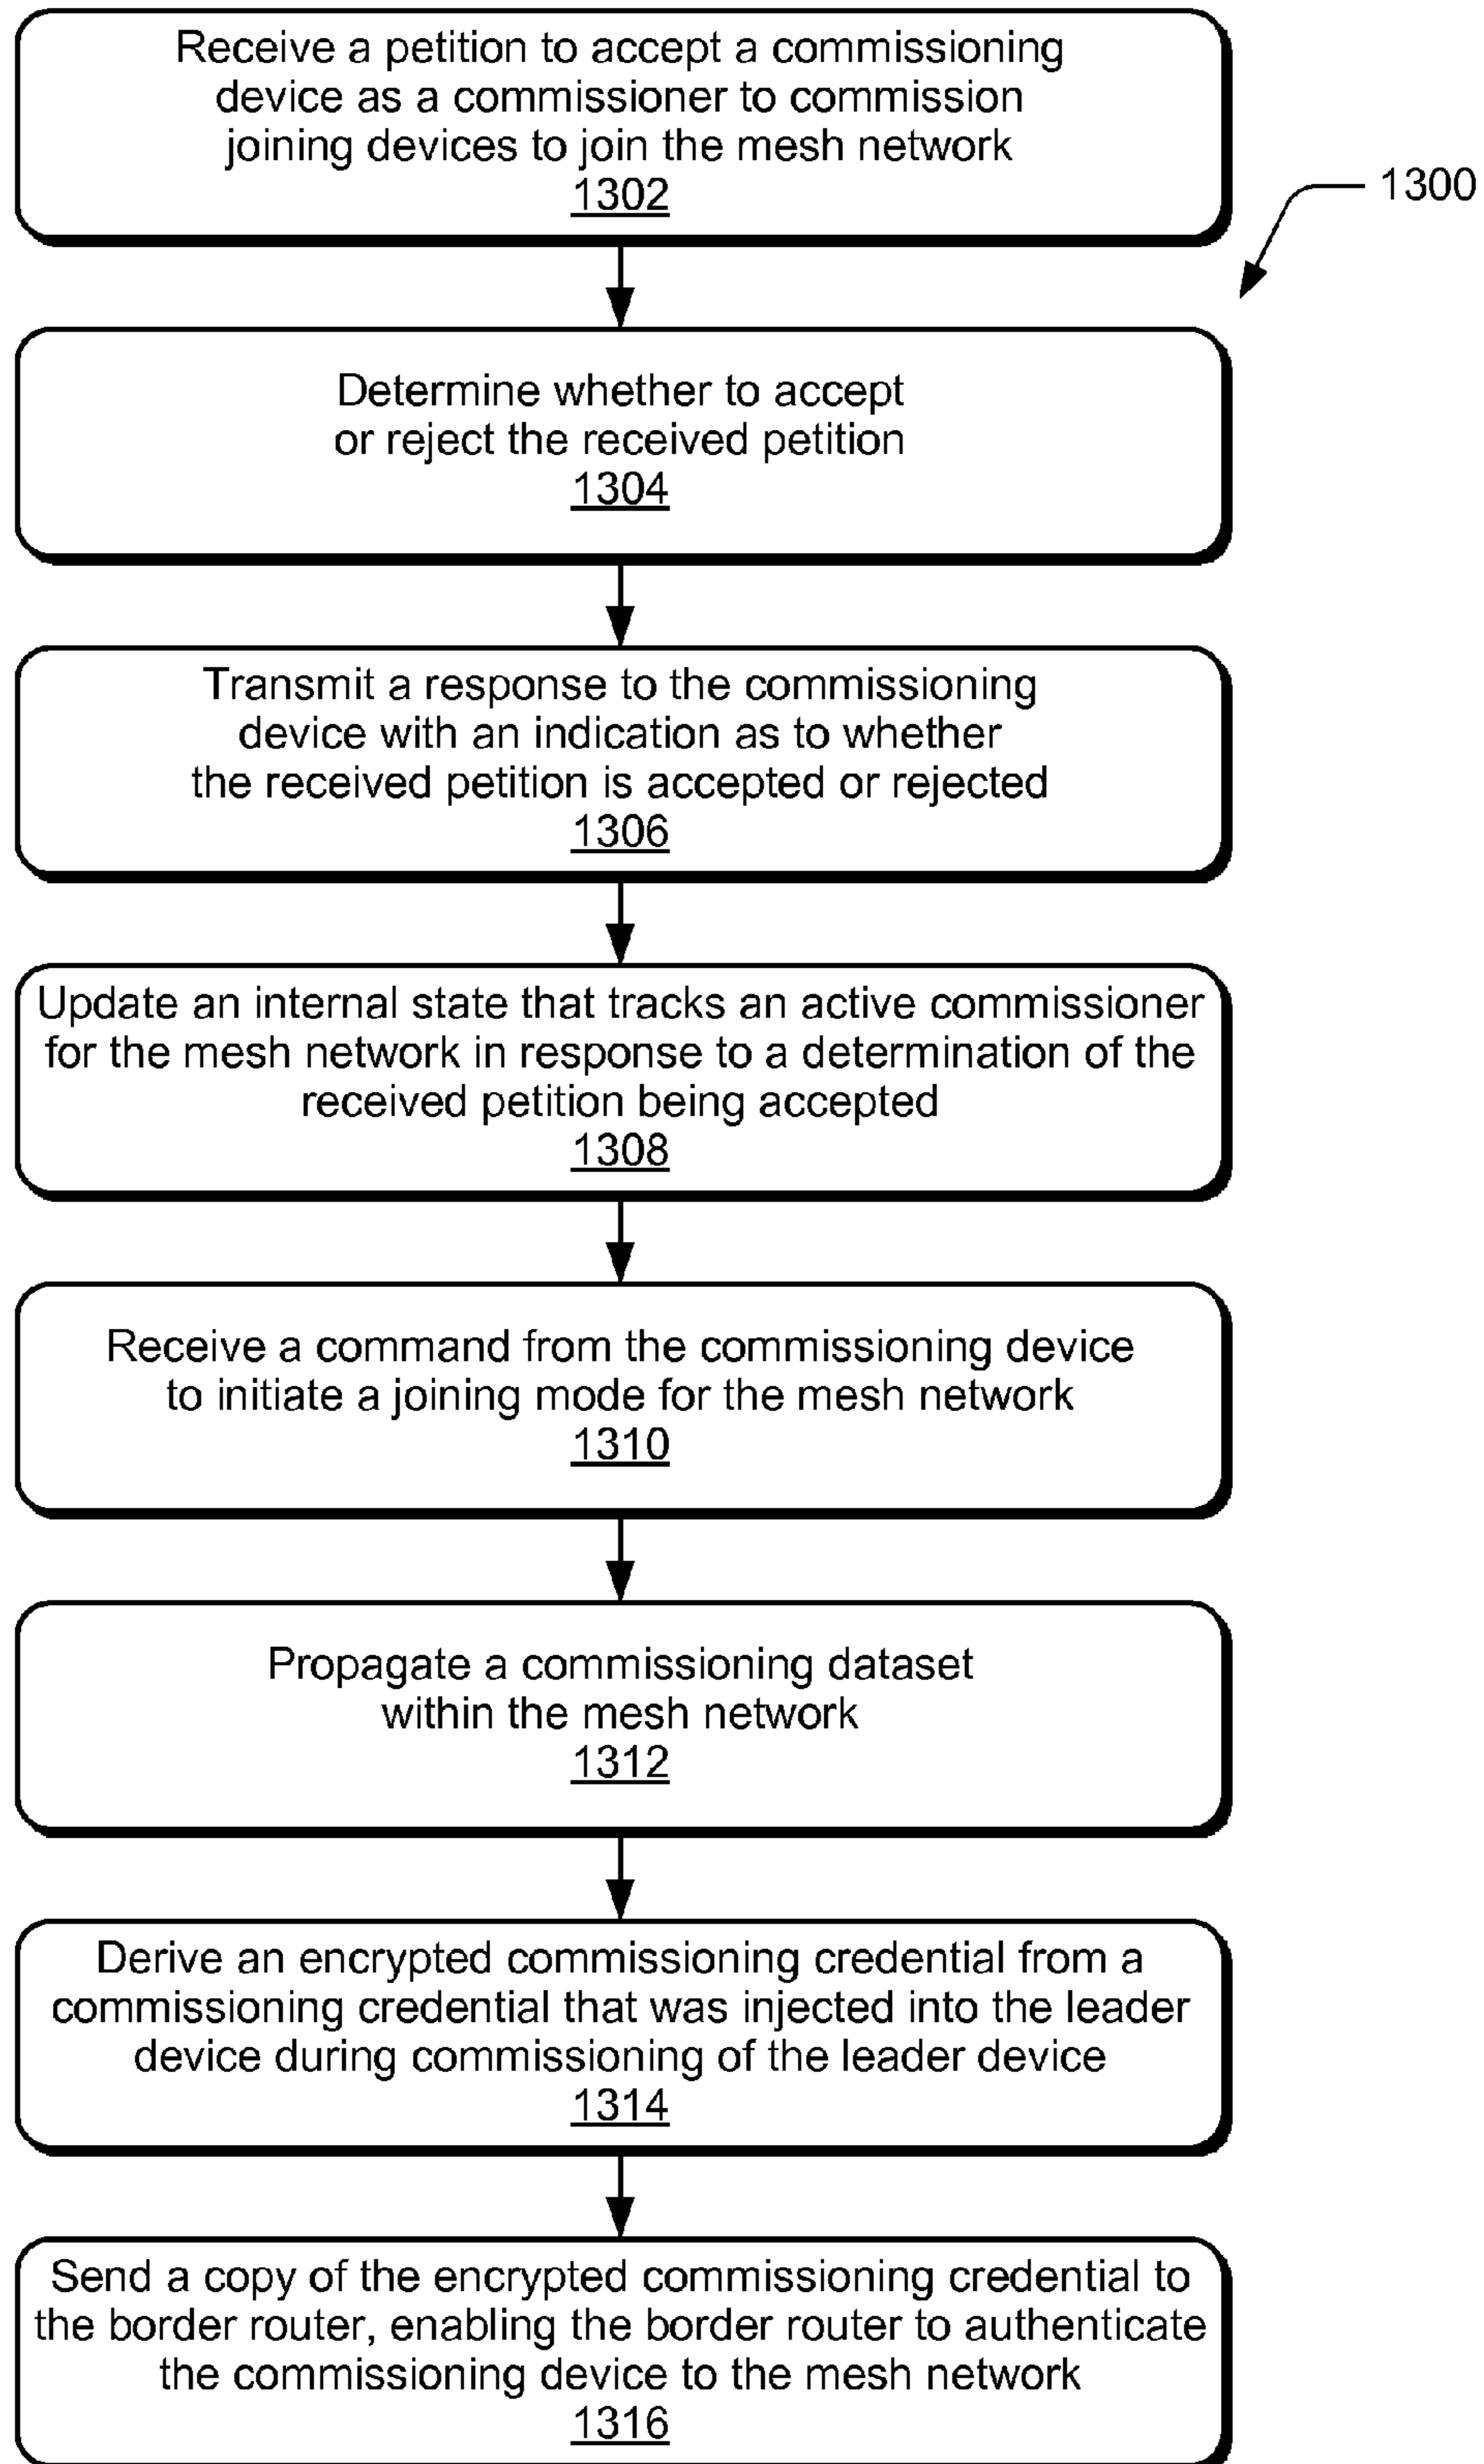 Receive a petition to accept a commissioning
device as a commissioner to commission
joining devices to join the mesh network
1302
1300
Determine whether to accept
or reject the received petition
1304
Transmit a response to the commissioning
device with an indication as to whether
the received petition is accepted or rejected
1306
Update an internal state that tracks an active commissioner
for the mesh network in response to a determination of the
received petition being accepted
1308
Receive a command from the commissioning device
to initiate a joining mode for the mesh network
1310
Propagate a commissioning dataset
within the mesh network
1312
Derive an encrypted commissioning credential from a
commissioning credential that was injected into the leader
device during commissioning of the leader device
1314
Send a copy of the encrypted commissioning credential to
the border router, enabling the border router to authenticate
the commissioning device to the mesh network
1316